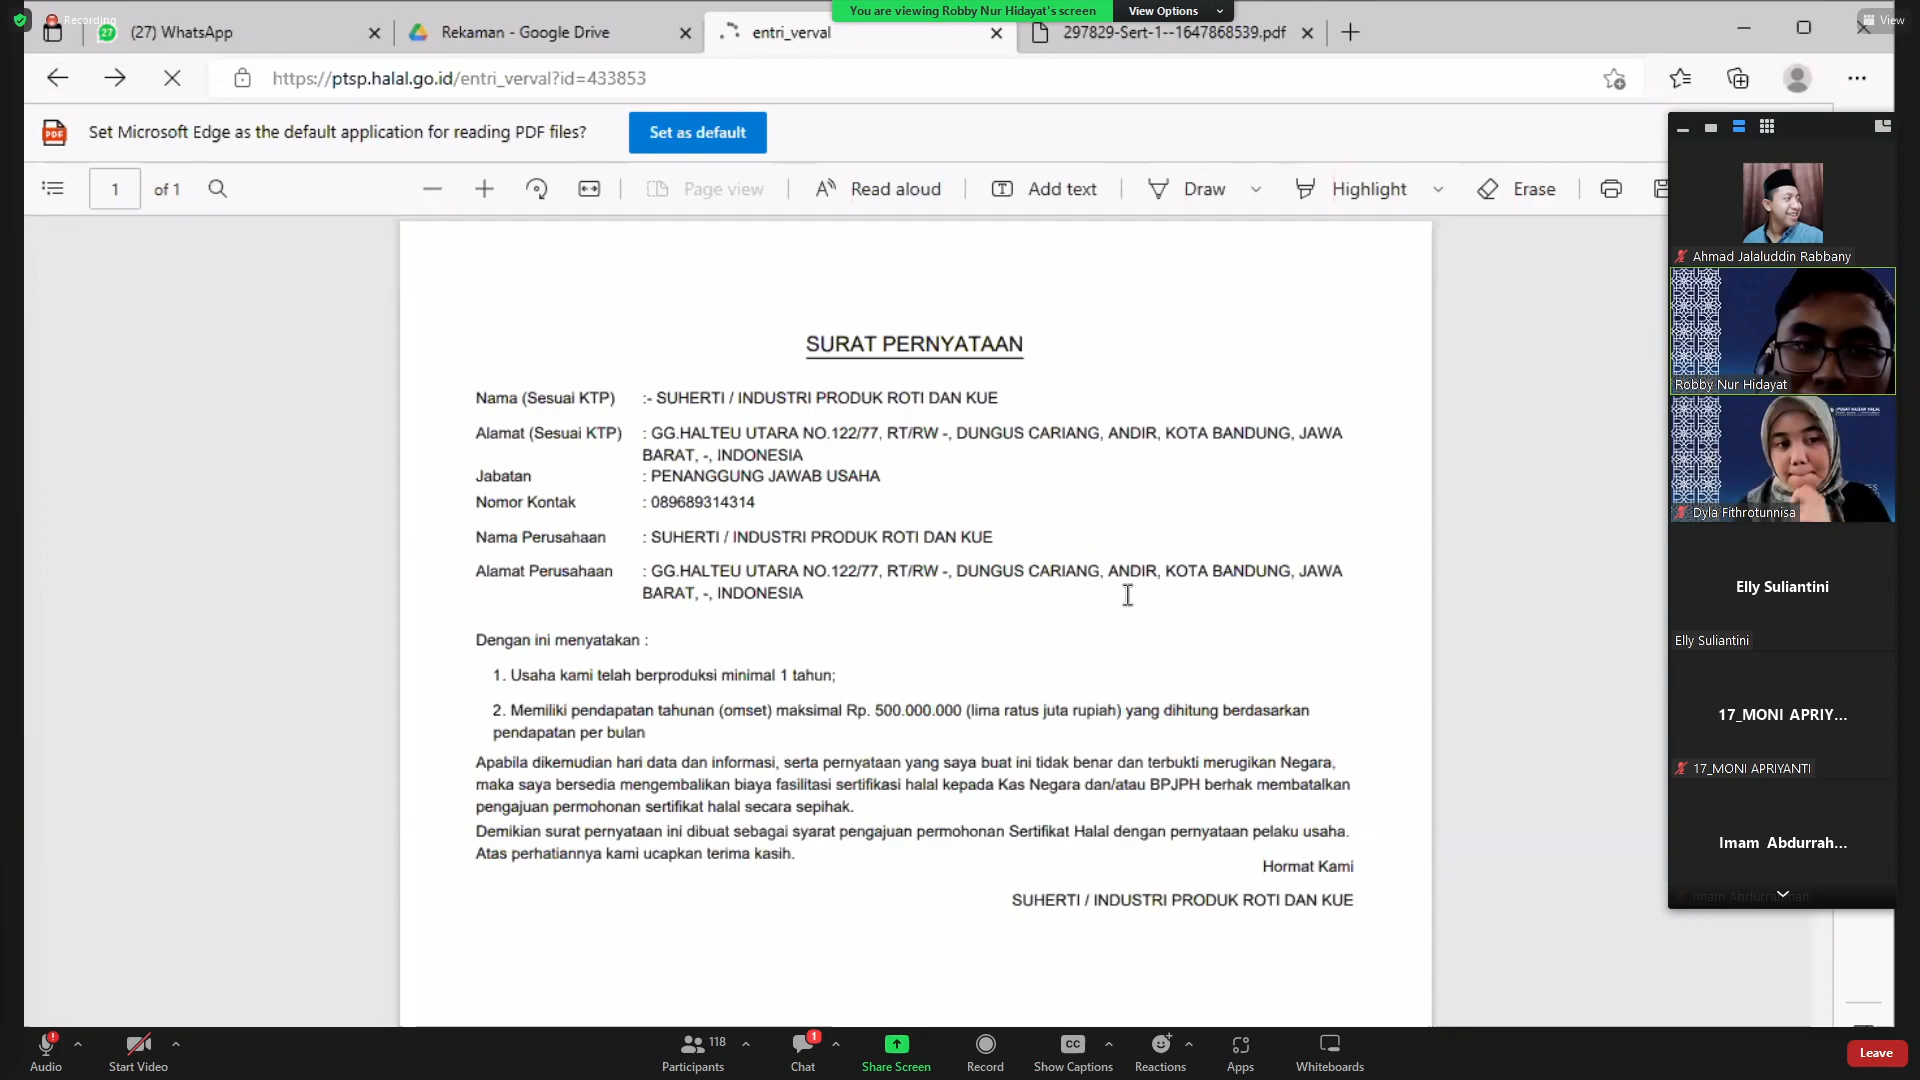 Recording
You are viewing Robby Nur Hidayat's screen
View Options
View
27
(27) WhatsApp
Rekaman - Google Drive
entri_verval
297829-Sert-1--1647868539.pdf
https://ptsp.halal.go.id/entri_verval?id=433853
PDF
Set Microsoft Edge as the default application for reading PDF files?
Set as default
1
of 1
Page view
Read aloud
Add text
Draw
Highlight
Erase
SURAT PERNYATAAN
Nama (Sesuai KTP) :- SUHERTI / INDUSTRI PRODUK ROTI DAN KUE
Alamat (Sesuai KTP) : GG.HALTEU UTARA NO.122/77, RT/RW -, DUNGUS CARIANG, ANDIR, KOTA BANDUNG, JAWA
BARAT, -, INDONESIA
Jabatan : PENANGGUNG JAWAB USAHA
Nomor Kontak : 089689314314
Nama Perusahaan : SUHERTI / INDUSTRI PRODUK ROTI DAN KUE
Alamat Perusahaan : GG.HALTEU UTARA NO.122/77, RT/RW -, DUNGUS CARIANG, ANDIR, KOTA BANDUNG, JAWA
BARAT, -, INDONESIA
Dengan ini menyatakan :
1. Usaha kami telah berproduksi minimal 1 tahun;
2. Memiliki pendapatan tahunan (omset) maksimal Rp. 500.000.000 (lima ratus juta rupiah) yang dihitung berdasarkan
pendapatan per bulan
Apabila dikemudian hari data dan informasi, serta pernyataan yang saya buat ini tidak benar dan terbukti merugikan Negara,
maka saya bersedia mengembalikan biaya fasilitasi sertifikasi halal kepada Kas Negara dan/atau BPJPH berhak membatalkan
pengajuan permohonan sertifikat halal secara sepihak.
Demikian surat pernyataan ini dibuat sebagai syarat pengajuan permohonan Sertifikat Halal dengan pernyataan pelaku usaha.
Atas perhatiannya kami ucapkan terima kasih.
Hormat Kami
SUHERTI / INDUSTRI PRODUK ROTI DAN KUE
Ahmad Jalaluddin Rabbany
Robby Nur Hidayat
Dyla Fithrotunnisa
Elly Suliantini
Elly Suliantini
17_MONI APRIY...
17_MONI APRIYANTI
Imam Abdurrah...
Imam Abdurrahman
Audio
Start Video
118
Participants
1
Chat
Share Screen
Record
CC
Show Captions
Reactions
Apps
Whiteboards
Leave